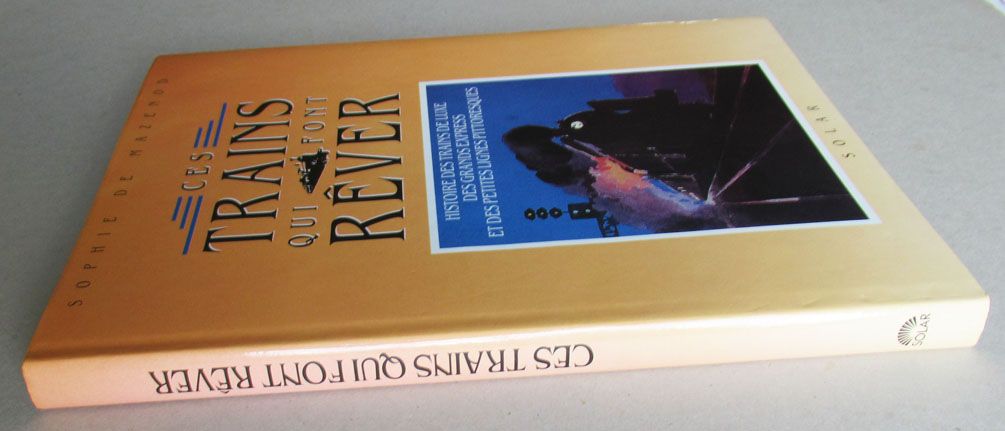 SOPHIE DE MAZENOD
CES
TRAINS
QUI FONT
RÊVER
HISTOIRE DES TRAINS DE LUXE
DES GRANDS EXPRESS
ET DES PETITES LIGNES PITTORESQUES
SOLAR
CES TRAINS QUI FONT RÊVER
SOLAR